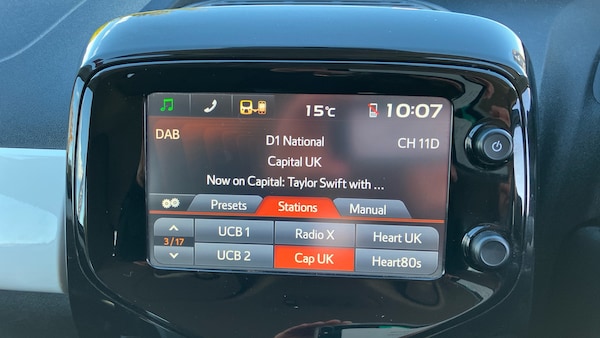 15°C 10:07
DAB D1 National CH 11D
Capital UK
Now on Capital: Taylor Swift with ...
Presets Stations Manual
UCB 1 Radio X Heart UK
3/17
UCB 2 Cap UK Heart80s